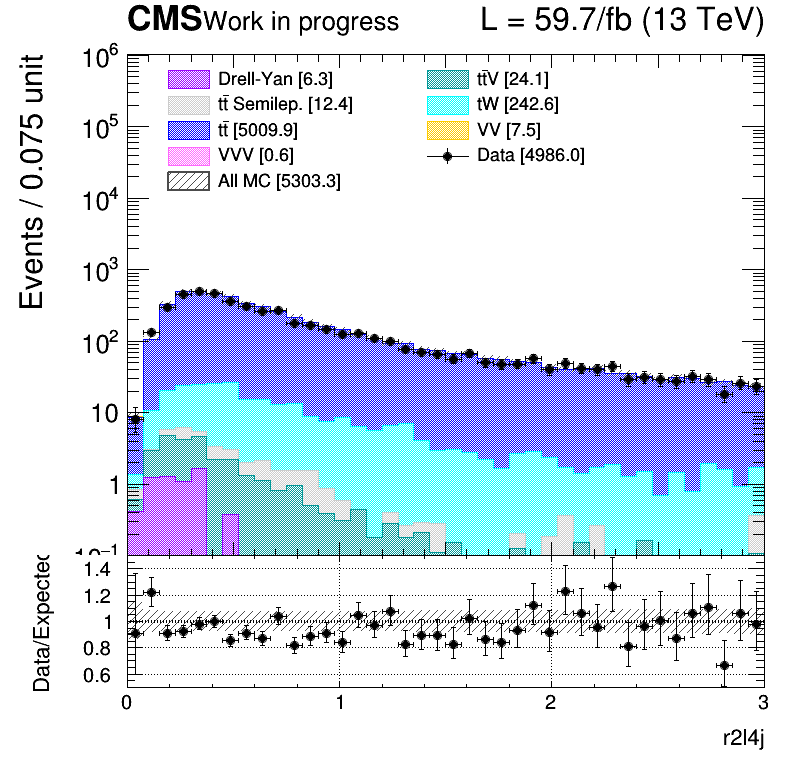 CMS Work in progress L = 59.7/fb (13 TeV)
Events / 0.075 unit
10⁶
10⁵
10⁴
10³
10²
10
1
10⁻¹
Drell-Yan [6.3]
tt̄ Semilep. [12.4]
tt̄ [5009.9]
VVV [0.6]
All MC [5303.3]
tt̄V [24.1]
tW [242.6]
VV [7.5]
Data [4986.0]
Data/Expected
1.4
1.2
1
0.8
0.6
0 1 2 3
r2l4j